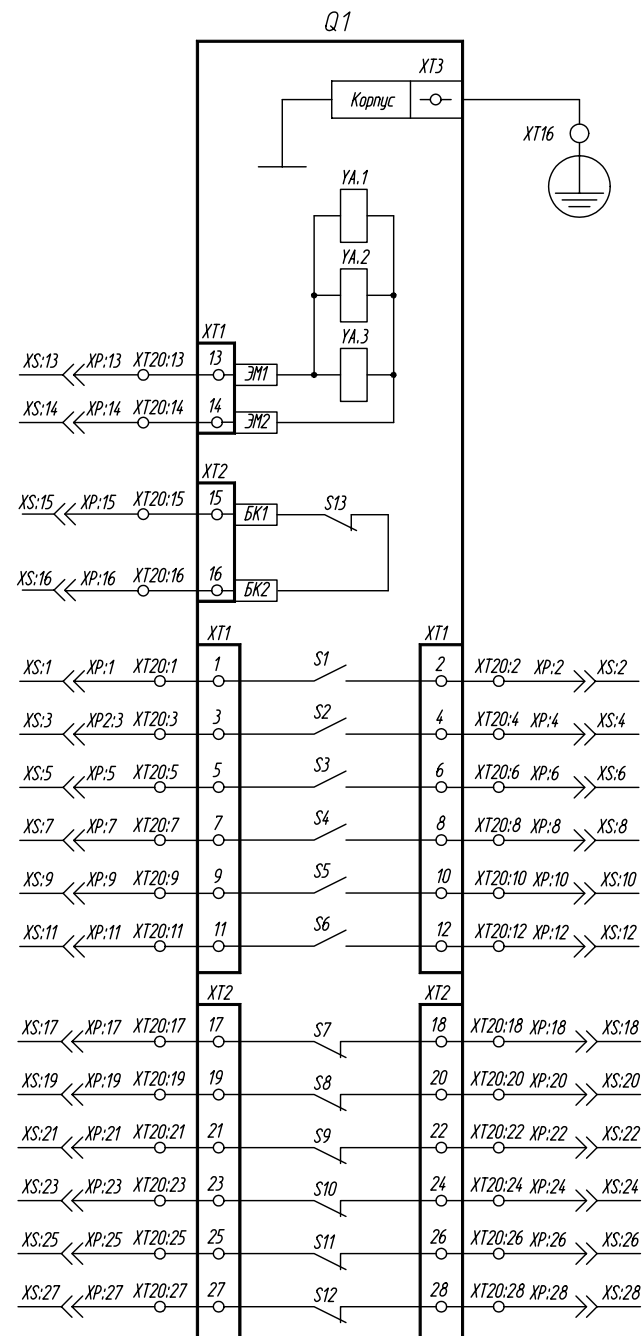 Q1
XT3
Корпус
XT16
YA.1
YA.2
YA.3
XT1
XS:13 XP:13 XT20:13 13 ЭМ1
XS:14 XP:14 XT20:14 14 ЭМ2
XT2
XS:15 XP:15 XT20:15 15 БК1 S13
XS:16 XP:16 XT20:16 16 БК2
XT1 XT1
XS:1 XP:1 XT20:1 1 S1 2 XT20:2 XP:2 XS:2
XS:3 XP2:3 XT20:3 3 S2 4 XT20:4 XP:4 XS:4
XS:5 XP:5 XT20:5 5 S3 6 XT20:6 XP:6 XS:6
XS:7 XP:7 XT20:7 7 S4 8 XT20:8 XP:8 XS:8
XS:9 XP:9 XT20:9 9 S5 10 XT20:10 XP:10 XS:10
XS:11 XP:11 XT20:11 11 S6 12 XT20:12 XP:12 XS:12
XT2 XT2
XS:17 XP:17 XT20:17 17 S7 18 XT20:18 XP:18 XS:18
XS:19 XP:19 XT20:19 19 S8 20 XT20:20 XP:20 XS:20
XS:21 XP:21 XT20:21 21 S9 22 XT20:22 XP:22 XS:22
XS:23 XP:23 XT20:23 23 S10 24 XT20:24 XP:24 XS:24
XS:25 XP:25 XT20:25 25 S11 26 XT20:26 XP:26 XS:26
XS:27 XP:27 XT20:27 27 S12 28 XT20:28 XP:28 XS:28